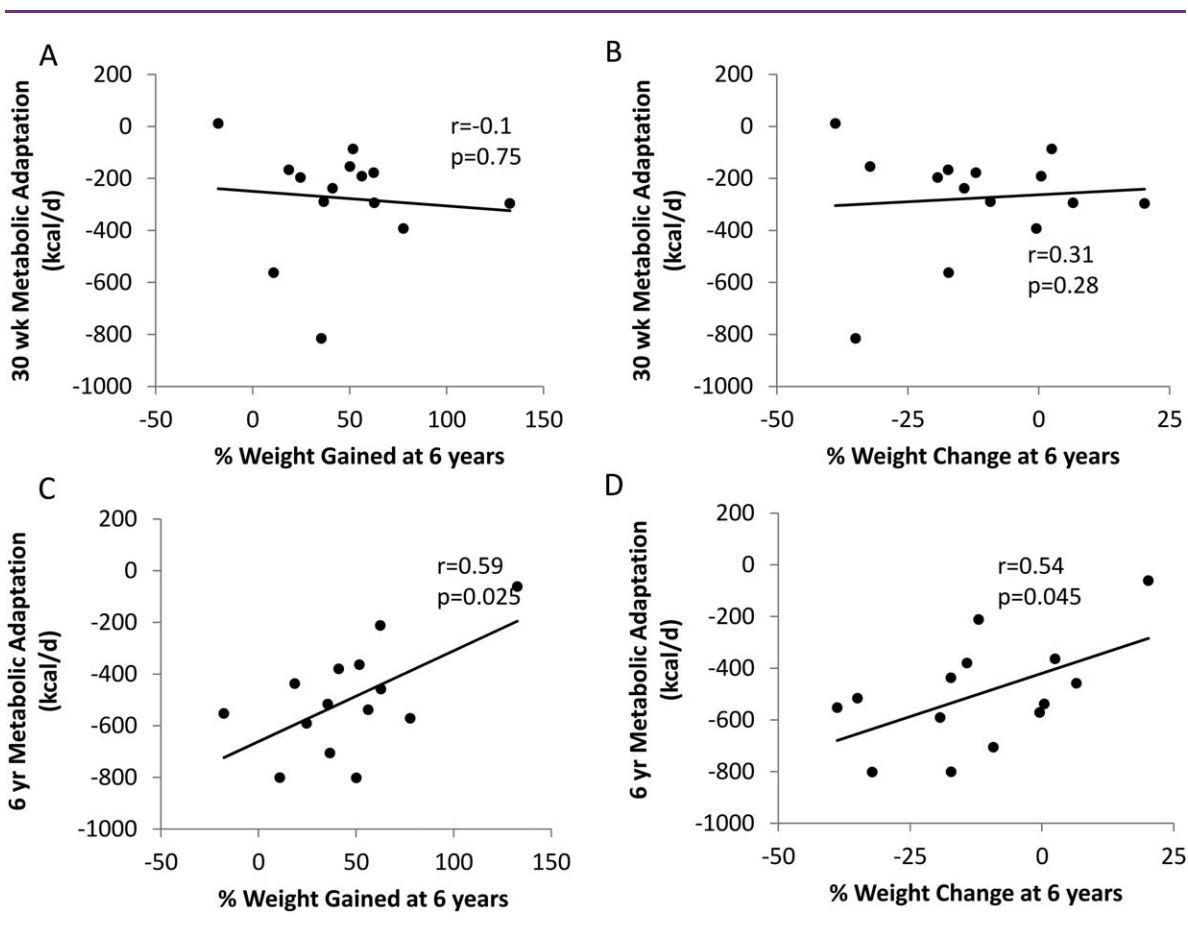 A
30 wk Metabolic Adaptation
(kcal/d)
200
0
-200
-400
-600
-800
-1000
r=-0.1
p=0.75
-50 0 50 100 150
% Weight Gained at 6 years
B
30 wk Metabolic Adaptation
(kcal/d)
200
0
-200
-400
-600
-800
-1000
r=0.31
p=0.28
-50 -25 0 25
% Weight Change at 6 years
C
6 yr Metabolic Adaptation
(kcal/d)
200
0
-200
-400
-600
-800
-1000
r=0.59
p=0.025
-50 0 50 100 150
% Weight Gained at 6 years
D
6 yr Metabolic Adaptation
(kcal/d)
200
0
-200
-400
-600
-800
-1000
r=0.54
p=0.045
-50 -25 0 25
% Weight Change at 6 years